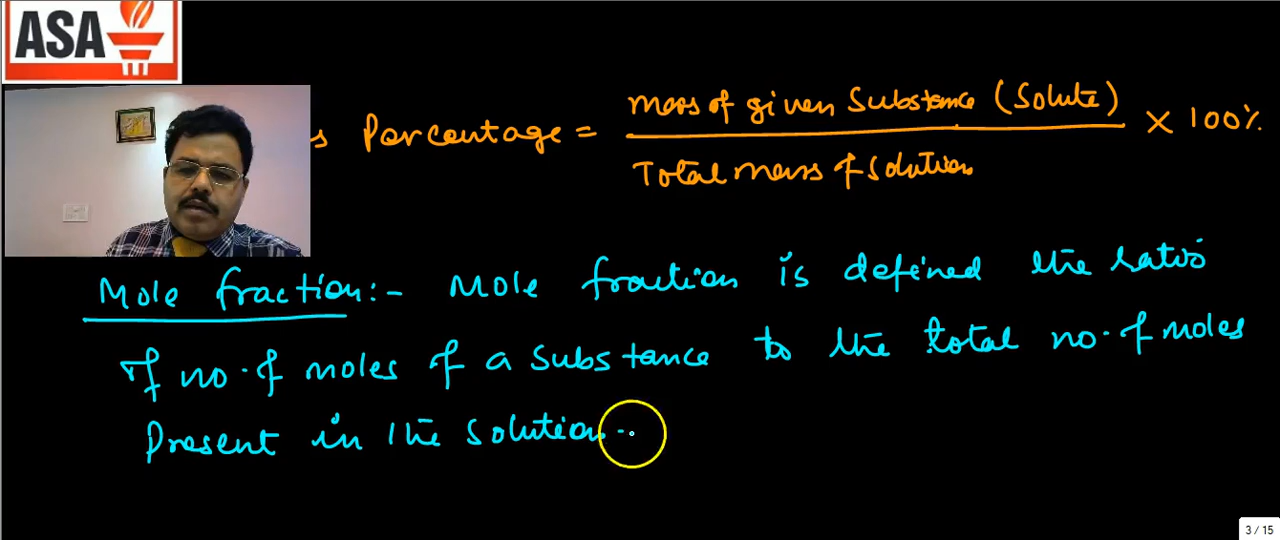 ASA
s Percentage = mass of given Substance (Solute) / Total mass of Solution × 100%
Mole fraction:- Mole fraction is defined the ratio
of no. of moles of a substance to the total no. of moles
Present in the Solution.
3 / 15